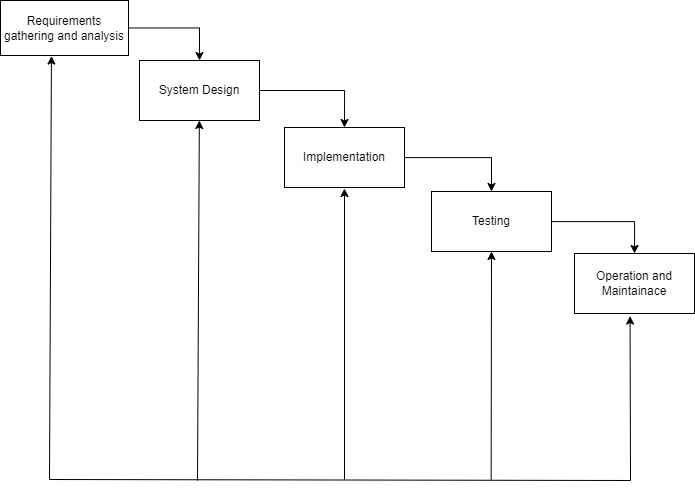 Requirements
gathering and analysis
System Design
Implementation
Testing
Operation and
Maintainace